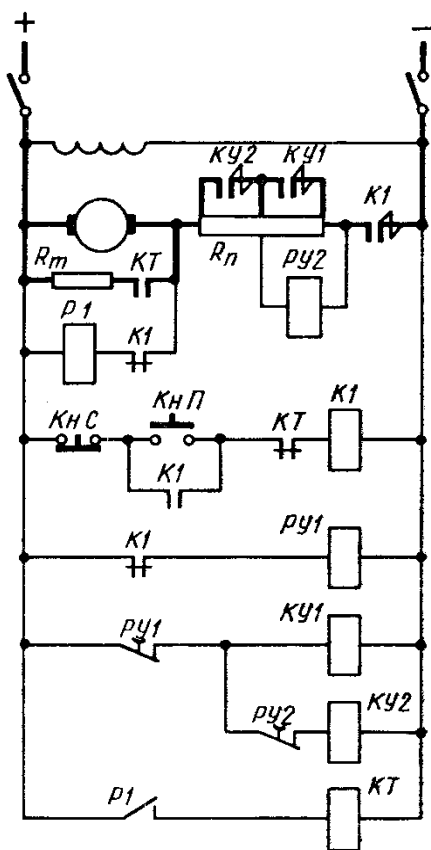 + −
КУ2 КУ1
К1
Rт КТ Rп РУ2
Р1 К1
КнС КнП КТ К1
К1
К1 РУ1
РУ1 КУ1
РУ2 КУ2
Р1 КТ